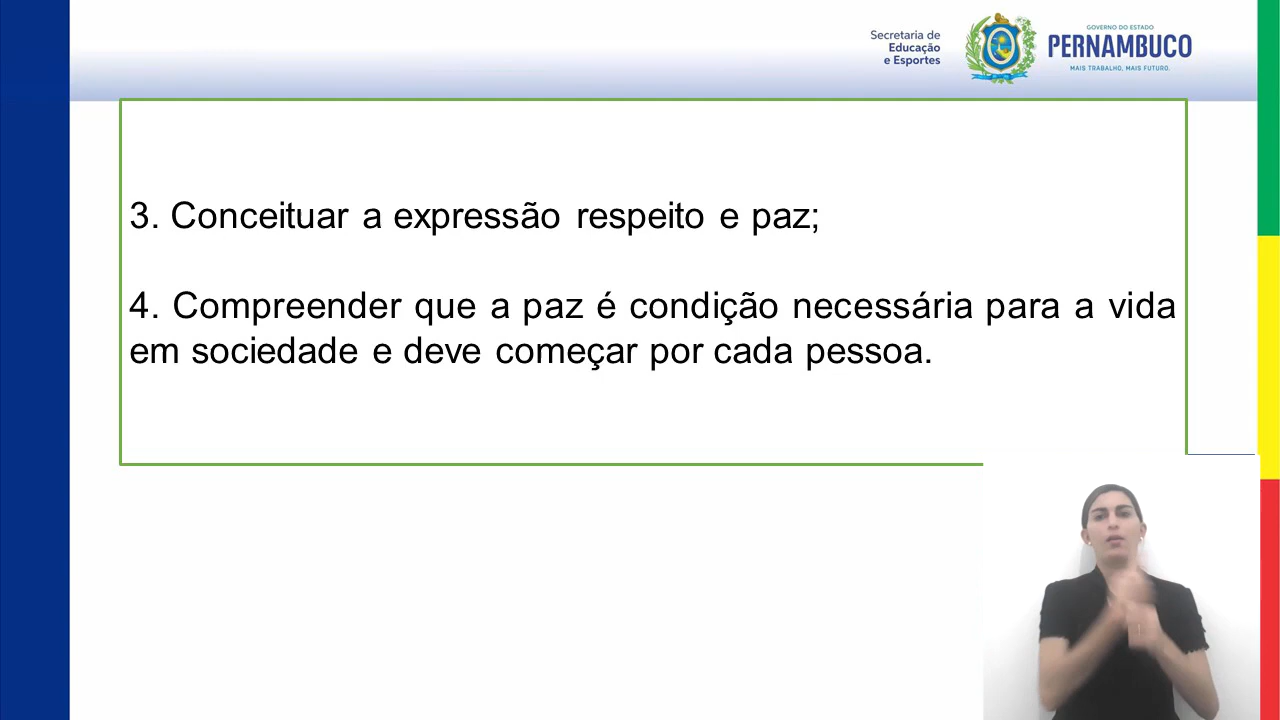 Secretaria de
Educação
e Esportes
GOVERNO DO ESTADO
PERNAMBUCO
MAIS TRABALHO, MAIS FUTURO.
3. Conceituar a expressão respeito e paz;
4. Compreender que a paz é condição necessária para a vida
em sociedade e deve começar por cada pessoa.